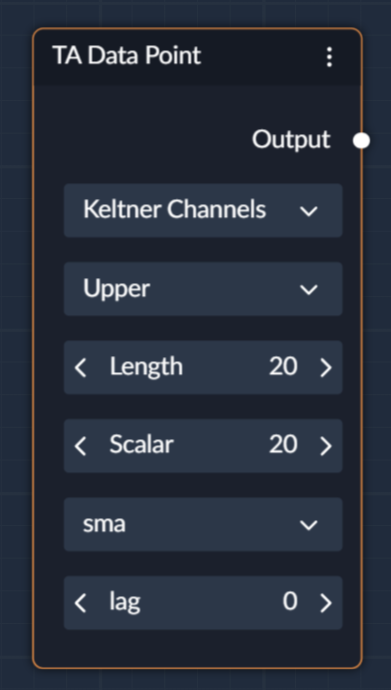 TA Data Point
Output
Keltner Channels
Upper
Length 20
Scalar 20
sma
lag 0